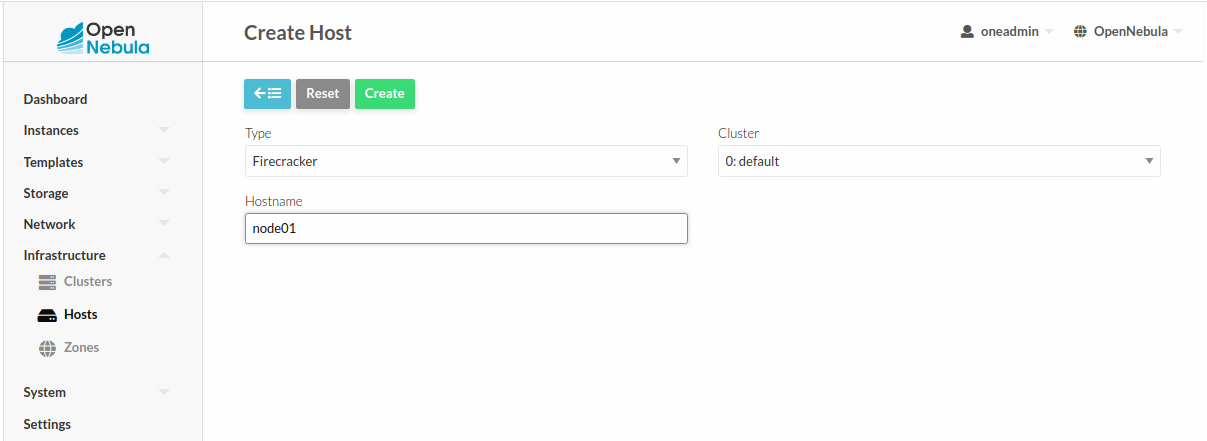 Open
Nebula
Create Host
oneadmin
OpenNebula
Dashboard
Instances
Templates
Storage
Network
Infrastructure
Clusters
Hosts
Zones
System
Settings
Reset
Create
Type
Cluster
Firecracker
0: default
Hostname
node01